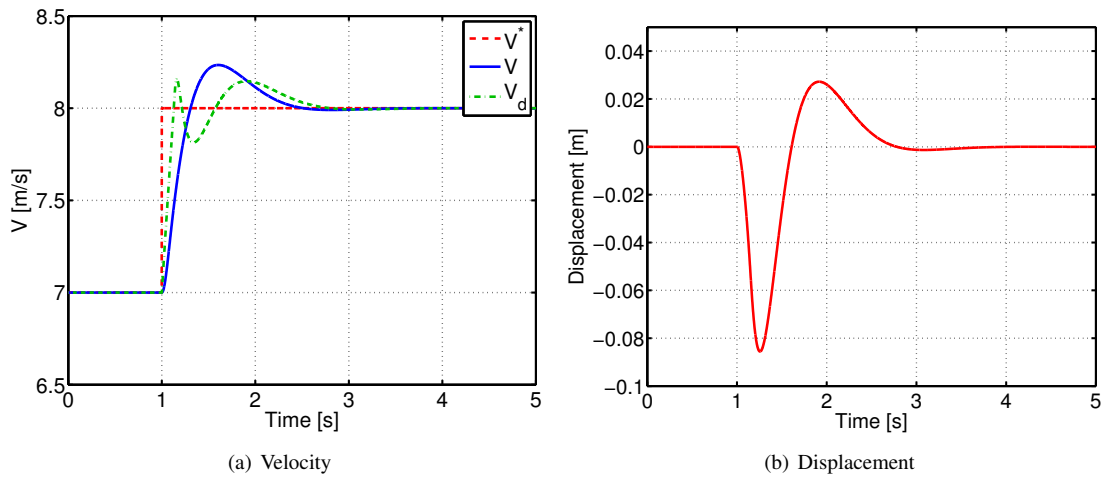 8.5
8
7.5
7
6.5
V [m/s]
V*
V
V_d
0 1 2 3 4 5
Time [s]
(a) Velocity
0.04
0.02
0
−0.02
−0.04
−0.06
−0.08
−0.1
Displacement [m]
0 1 2 3 4 5
Time [s]
(b) Displacement